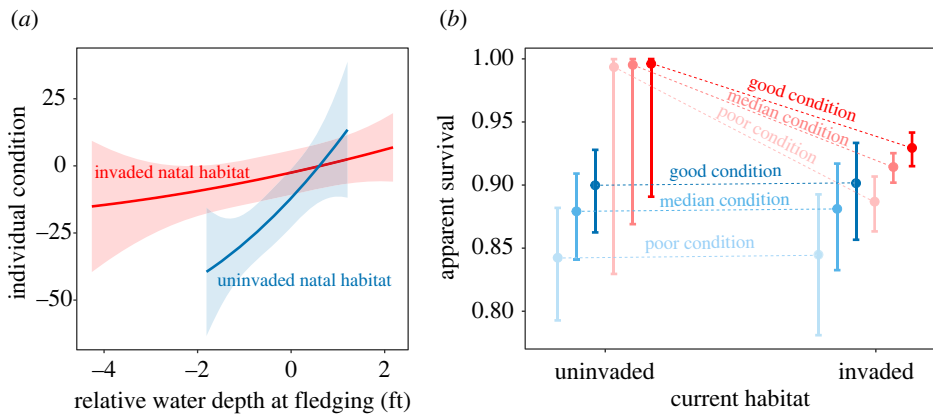 (a)
individual condition
25
0
−25
−50
invaded natal habitat
uninvaded natal habitat
−4
−2
0
2
relative water depth at fledging (ft)
(b)
apparent survival
1.00
0.95
0.90
0.85
0.80
good condition
median condition
poor condition
good condition
median condition
poor condition
uninvaded
invaded
current habitat